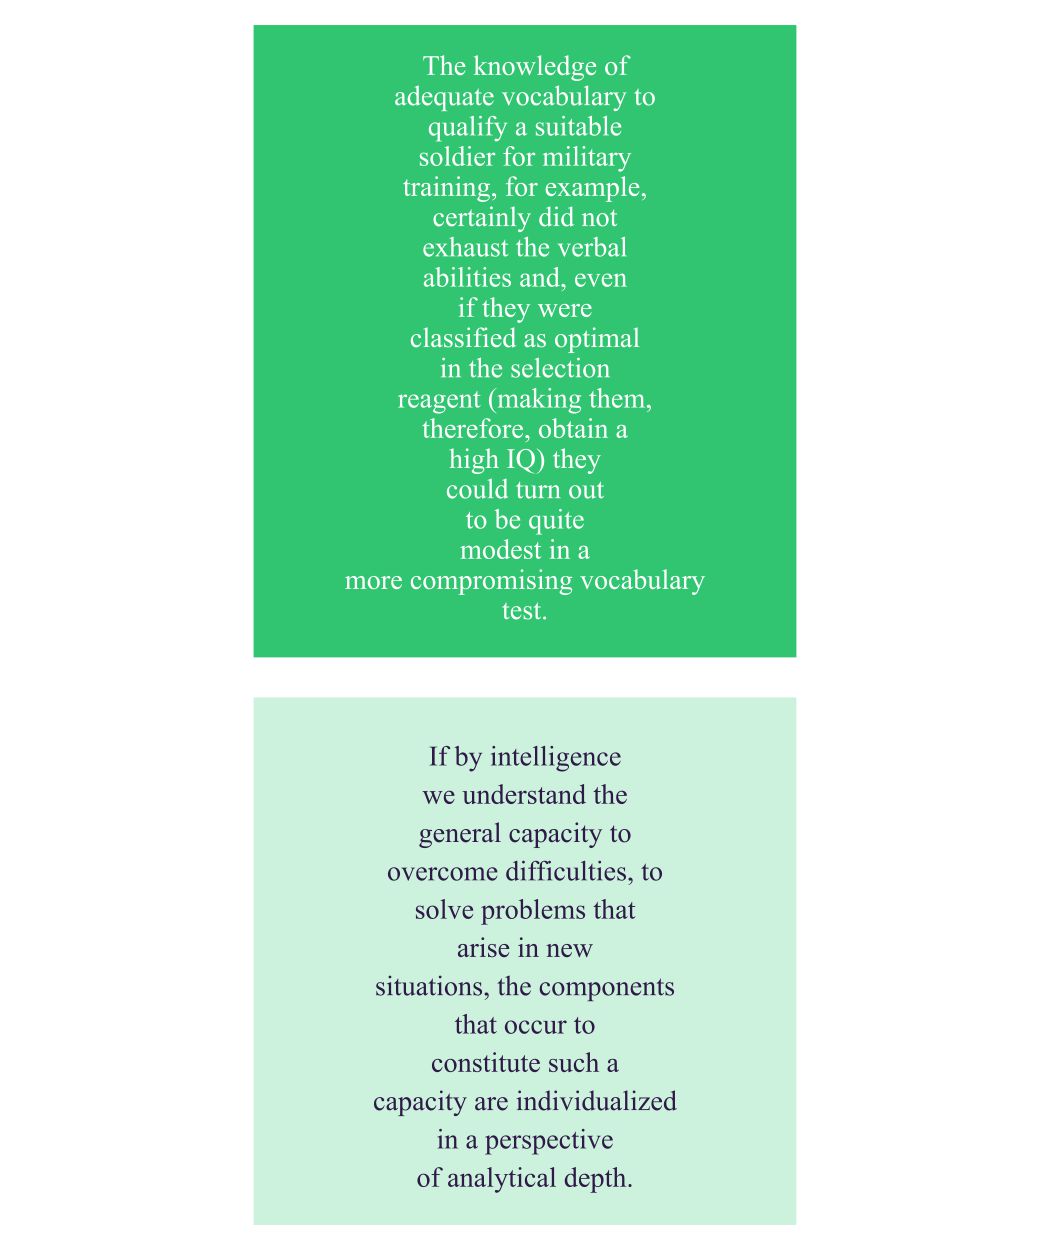 The knowledge of
adequate vocabulary to
qualify a suitable
soldier for military
training, for example,
certainly did not
exhaust the verbal
abilities and, even
if they were
classified as optimal
in the selection
reagent (making them,
therefore, obtain a
high IQ) they
could turn out
to be quite
modest in a
more compromising vocabulary
test.
If by intelligence
we understand the
general capacity to
overcome difficulties, to
solve problems that
arise in new
situations, the components
that occur to
constitute such a
capacity are individualized
in a perspective
of analytical depth.